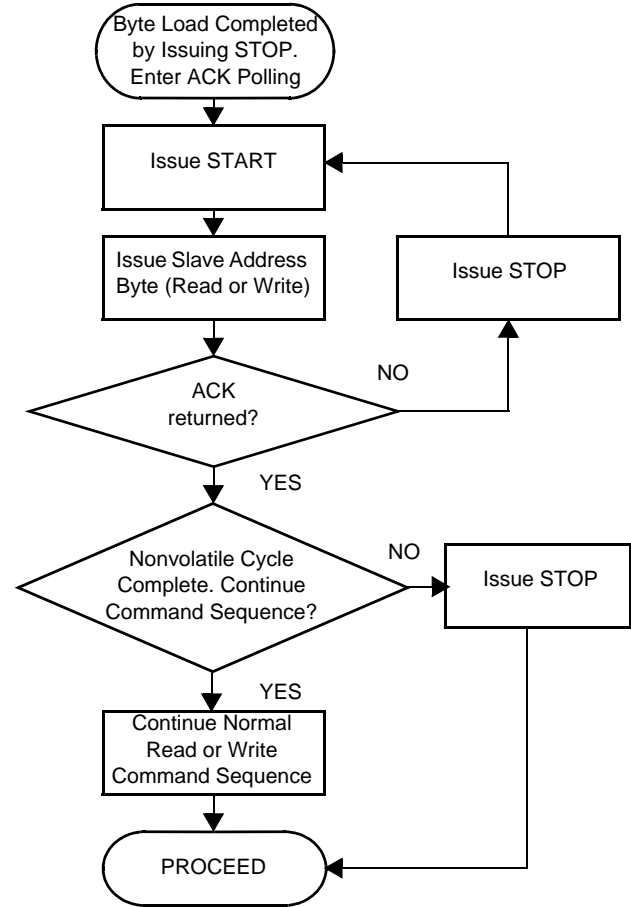 Byte Load Completed
by Issuing STOP.
Enter ACK Polling
Issue START
Issue Slave Address
Byte (Read or Write)
Issue STOP
ACK
returned?
NO
YES
Nonvolatile Cycle
Complete. Continue
Command Sequence?
NO
Issue STOP
YES
Continue Normal
Read or Write
Command Sequence
PROCEED